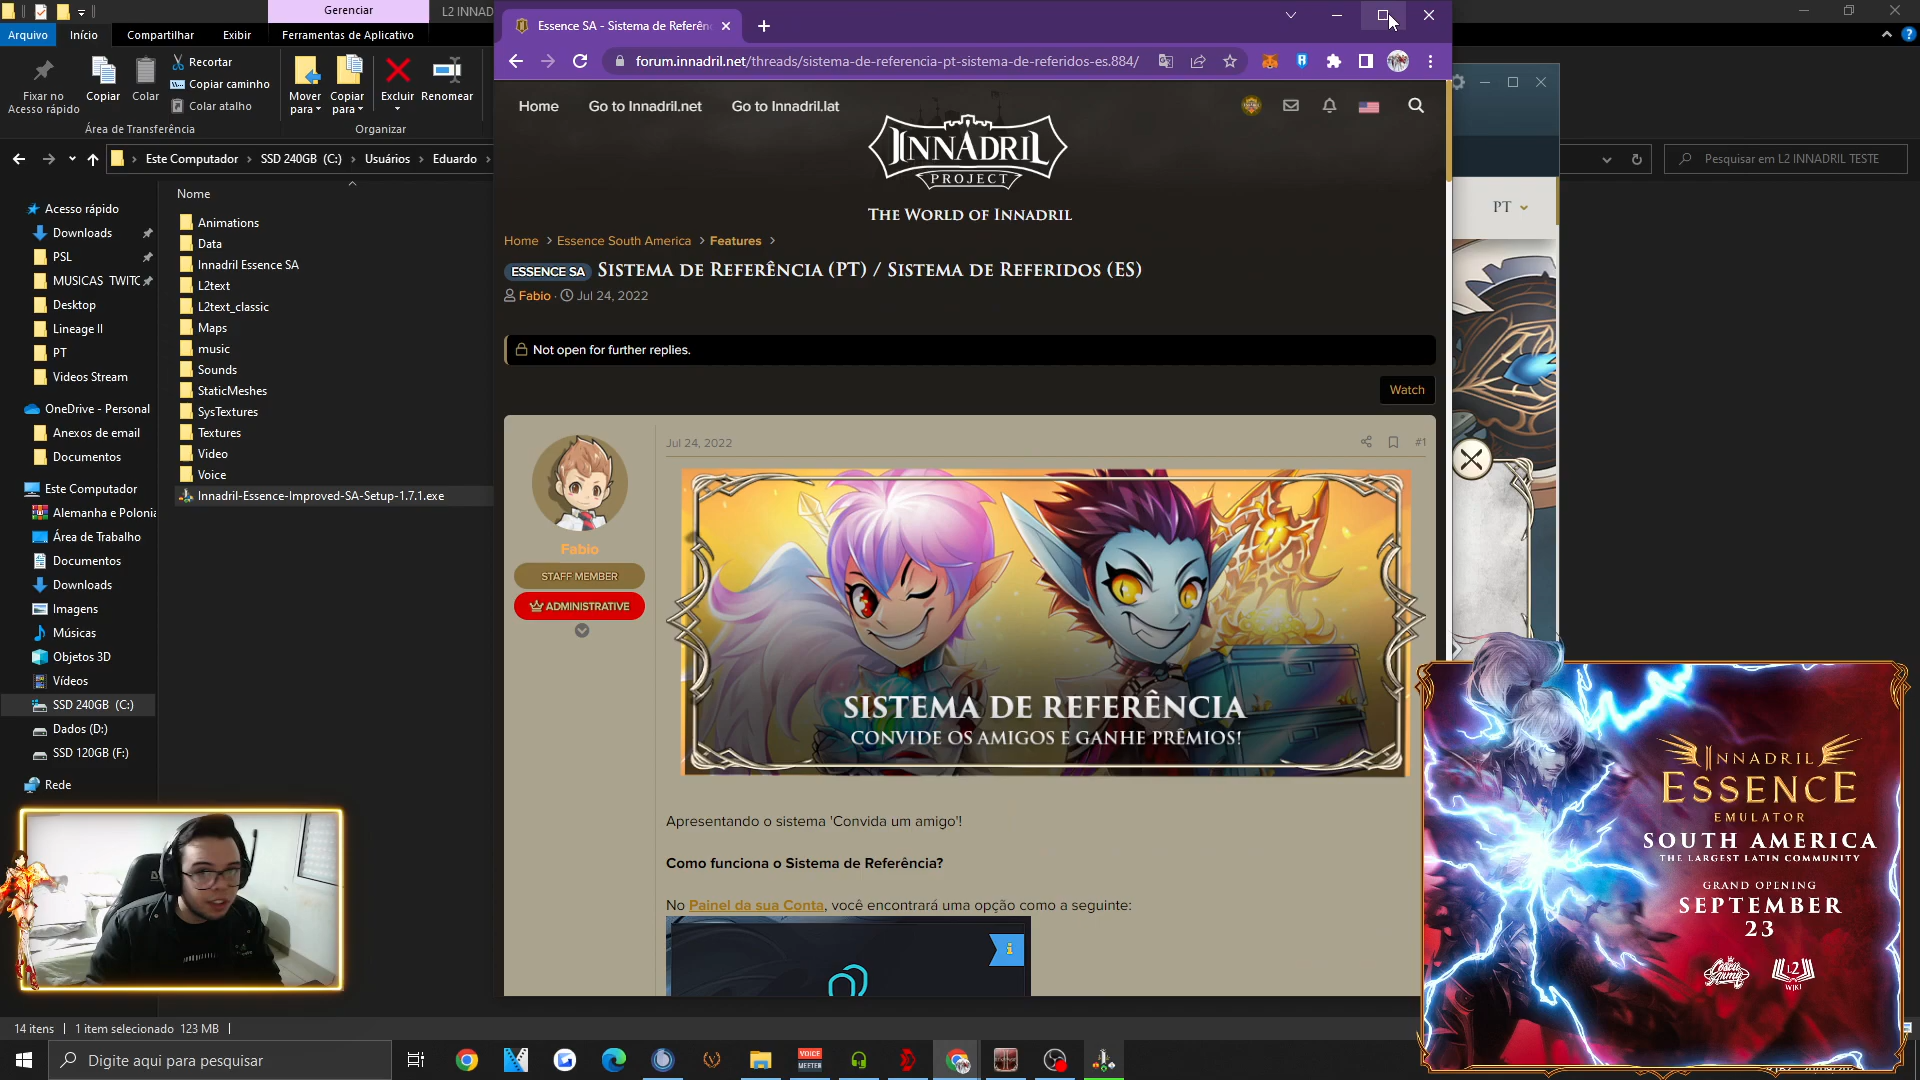 Gerenciar
L2 INNAD
Arquivo
Início
Compartilhar
Exibir
Ferramentas de Aplicativo
Fixar no
Acesso rápido
Copiar
Colar
Recortar
Copiar caminho
Colar atalho
Mover
para
Copiar
para
Excluir
Renomear
Área de Transferência
Organizar
Este Computador
SSD 240GB (C:)
Usuários
Eduardo
Pesquisar em L2 INNADRIL TESTE
Nome
Acesso rápido
Downloads
PSL
MUSICAS TWITC
Desktop
Lineage II
PT
Videos Stream
OneDrive - Personal
Anexos de email
Documentos
Este Computador
Alemanha e Polonia
Área de Trabalho
Documentos
Downloads
Imagens
Músicas
Objetos 3D
Vídeos
SSD 240GB (C:)
Dados (D:)
SSD 120GB (F:)
Rede
Animations
Data
Innadril Essence SA
L2text
L2text_classic
Maps
music
Sounds
StaticMeshes
SysTextures
Textures
Video
Voice
Innadril-Essence-Improved-SA-Setup-1.7.1.exe
14 itens
1 item selecionado 123 MB
Essence SA - Sistema de Referên
forum.innadril.net/threads/sistema-de-referencia-pt-sistema-de-referidos-es.884/
Home
Go to Innadril.net
Go to Innadril.lat
INNADRIL
PROJECT
THE WORLD OF INNADRIL
Home
Essence South America
Features
ESSENCE SA
SISTEMA DE REFERÊNCIA (PT) / SISTEMA DE REFERIDOS (ES)
Fabio · Jul 24, 2022
Not open for further replies.
Watch
Jul 24, 2022
#1
Fabio
STAFF MEMBER
ADMINISTRATIVE
SISTEMA DE REFERÊNCIA
CONVIDE OS AMIGOS E GANHE PRÊMIOS!
Apresentando o sistema 'Convida um amigo'!
Como funciona o Sistema de Referência?
No Painel da sua Conta, você encontrará uma opção como a seguinte:
PT
INNADRIL
ESSENCE
EMULATOR
SOUTH AMERICA
THE LARGEST LATIN COMMUNITY
GRAND OPENING
SEPTEMBER
23
L2
WIKI
Digite aqui para pesquisar
VOICE
MEETER